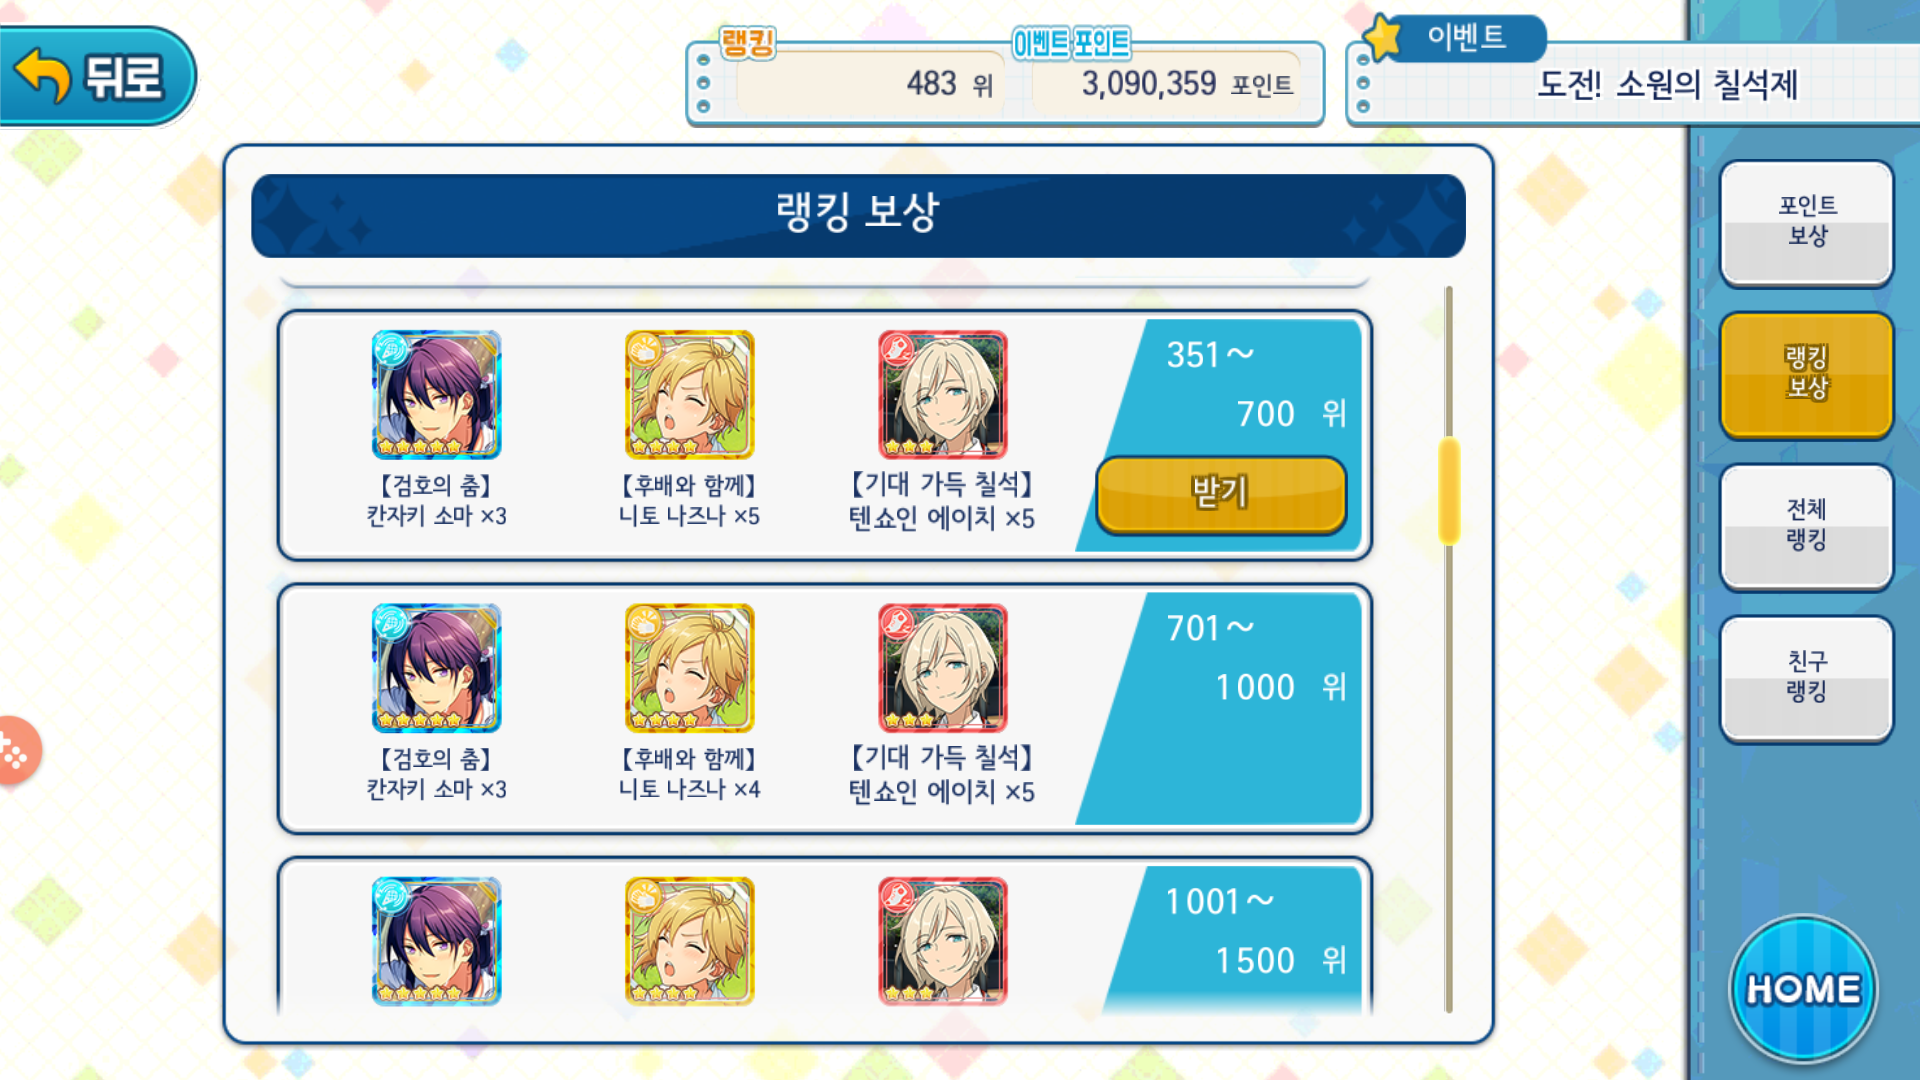 뒤로
랭킹
483 위
이벤트 포인트
3,090,359 포인트
이벤트
도전! 소원의 칠석제
랭킹 보상
351~
700 위
【검호의 춤】
칸자키 소마 ×3
【후배와 함께】
니토 나즈나 ×5
【기대 가득 칠석】
텐쇼인 에이치 ×5
받기
701~
1000 위
【검호의 춤】
칸자키 소마 ×3
【후배와 함께】
니토 나즈나 ×4
【기대 가득 칠석】
텐쇼인 에이치 ×5
1001~
1500 위
포인트
보상
랭킹
보상
전체
랭킹
친구
랭킹
HOME